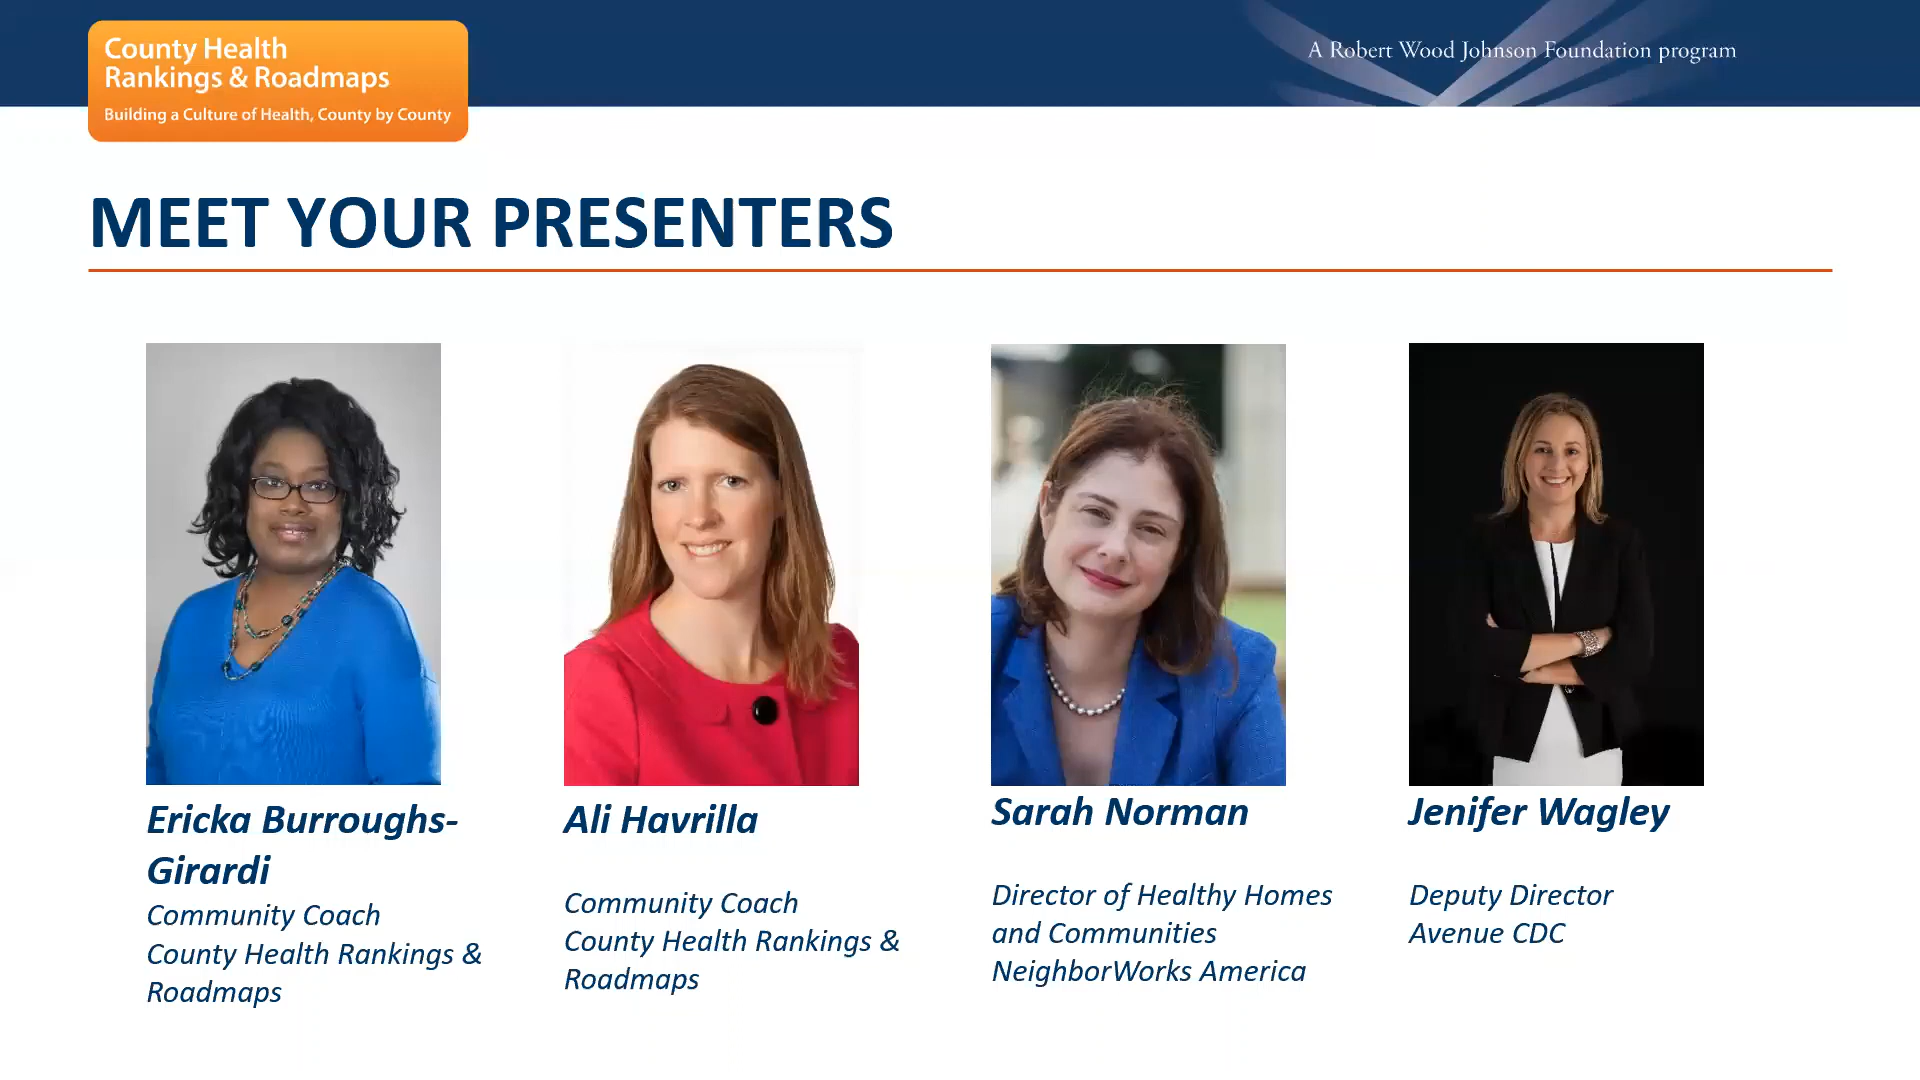 County Health
Rankings & Roadmaps
Building a Culture of Health, County by County
A Robert Wood Johnson Foundation program
MEET YOUR PRESENTERS
Ericka Burroughs-
Girardi
Community Coach
County Health Rankings &
Roadmaps
Ali Havrilla
Community Coach
County Health Rankings &
Roadmaps
Sarah Norman
Director of Healthy Homes
and Communities
NeighborWorks America
Jenifer Wagley
Deputy Director
Avenue CDC